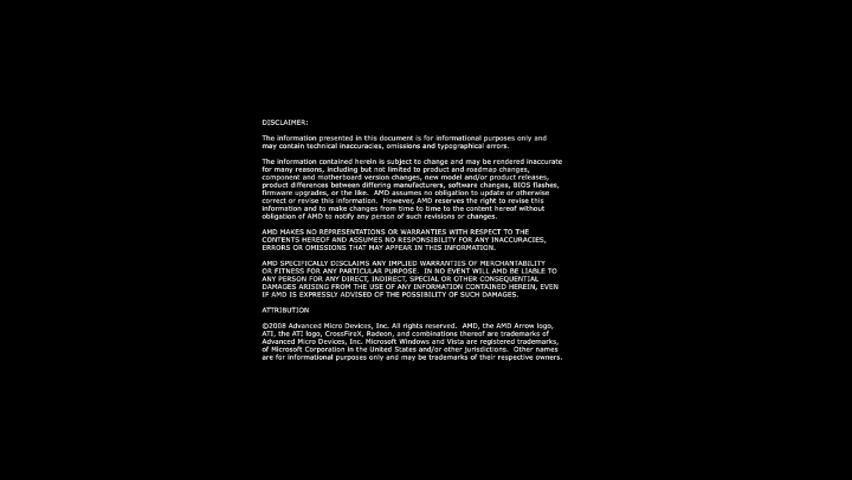 DISCLAIMER:
The information presented in this document is for informational purposes only and
may contain technical inaccuracies, omissions and typographical errors.
The information contained herein is subject to change and may be rendered inaccurate
for many reasons, including but not limited to product and roadmap changes,
component and motherboard version changes, new model and/or product releases,
product differences between differing manufacturers, software changes, BIOS flashes,
firmware upgrades, or the like.  AMD assumes no obligation to update or otherwise
correct or revise this information.  However, AMD reserves the right to revise this
information and to make changes from time to time to the content hereof without
obligation of AMD to notify any person of such revisions or changes.
AMD MAKES NO REPRESENTATIONS OR WARRANTIES WITH RESPECT TO THE
CONTENTS HEREOF AND ASSUMES NO RESPONSIBILITY FOR ANY INACCURACIES,
ERRORS OR OMISSIONS THAT MAY APPEAR IN THIS INFORMATION.
AMD SPECIFICALLY DISCLAIMS ANY IMPLIED WARRANTIES OF MERCHANTABILITY
OR FITNESS FOR ANY PARTICULAR PURPOSE.  IN NO EVENT WILL AMD BE LIABLE TO
ANY PERSON FOR ANY DIRECT, INDIRECT, SPECIAL OR OTHER CONSEQUENTIAL
DAMAGES ARISING FROM THE USE OF ANY INFORMATION CONTAINED HEREIN, EVEN
IF AMD IS EXPRESSLY ADVISED OF THE POSSIBILITY OF SUCH DAMAGES.
ATTRIBUTION
©2008 Advanced Micro Devices, Inc. All rights reserved.  AMD, the AMD Arrow logo,
ATI, the ATI logo, CrossFireX, Radeon, and combinations thereof are trademarks of
Advanced Micro Devices, Inc. Microsoft Windows and Vista are registered trademarks,
of Microsoft Corporation in the United States and/or other jurisdictions.  Other names
are for informational purposes only and may be trademarks of their respective owners.